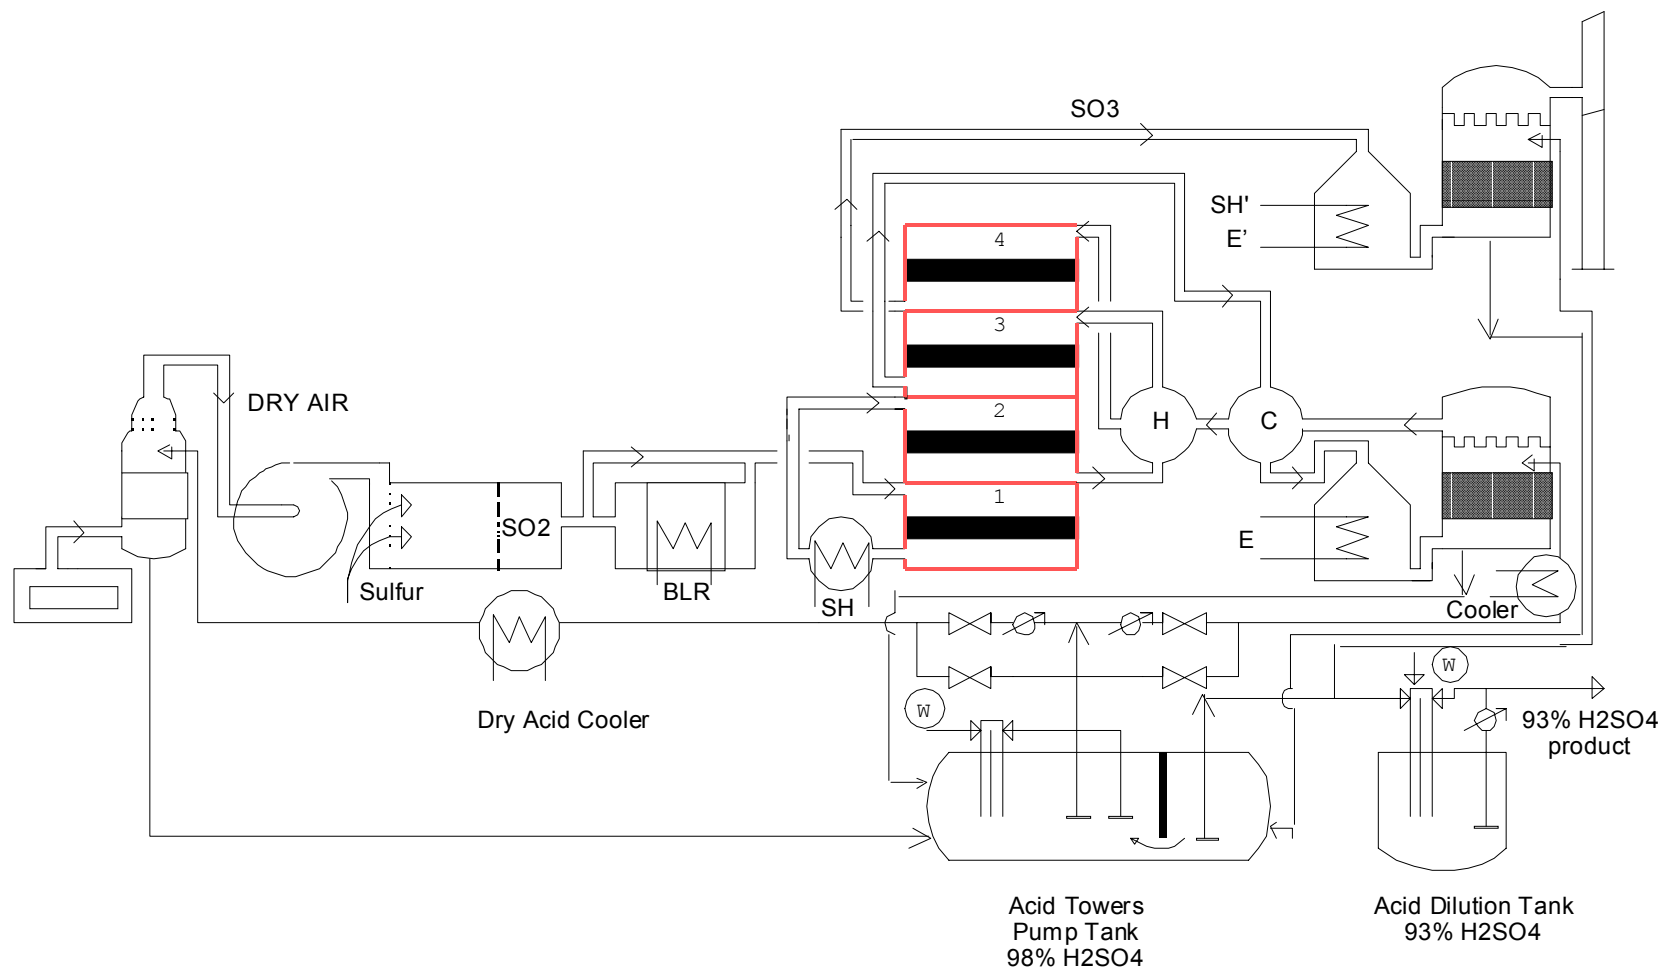 SO3
SH'
E’
4
3
DRY AIR
2
H
C
1
SO2
E
Sulfur
BLR
SH
Cooler
W
W
Dry Acid Cooler
93% H2SO4
product
Acid Towers
Pump Tank
98% H2SO4
Acid Dilution Tank
93% H2SO4